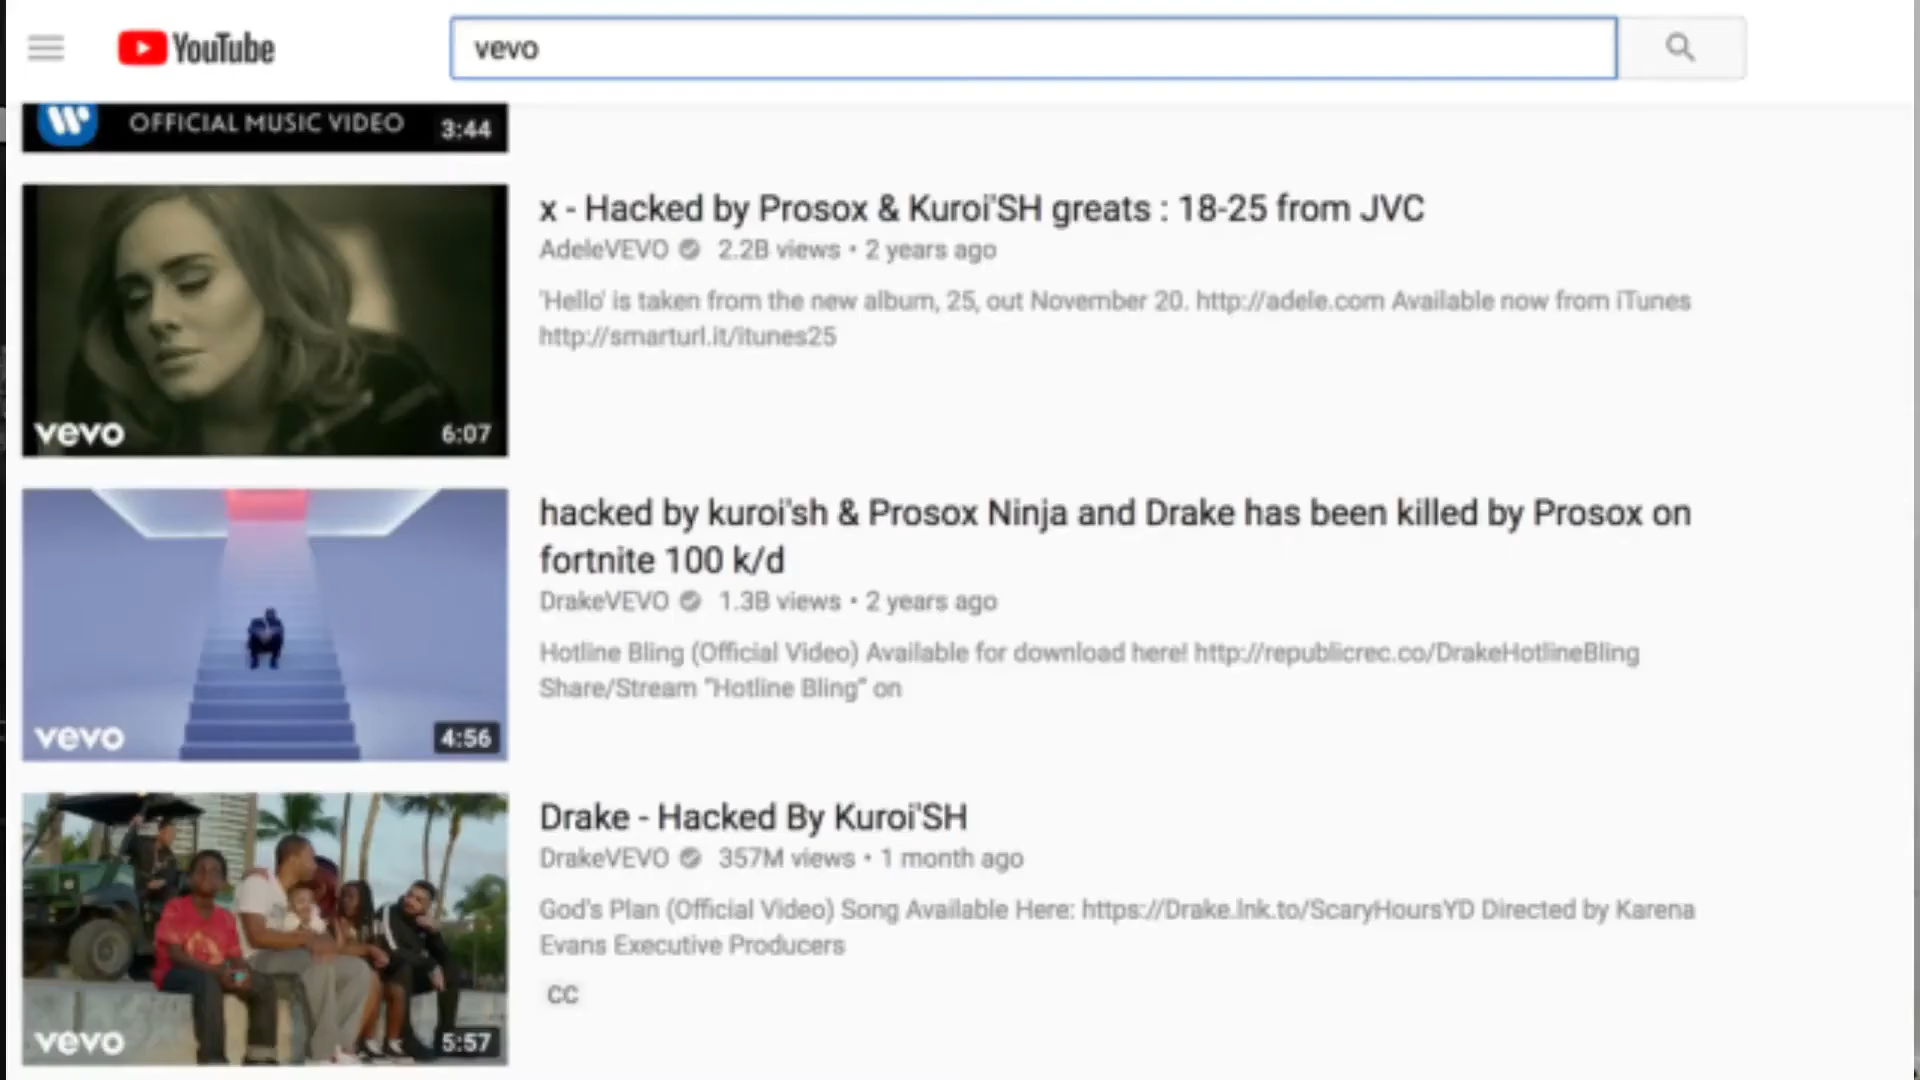 YouTube
vevo
OFFICIAL MUSIC VIDEO
3:44
x - Hacked by Prosox & Kuroi'SH greats : 18-25 from JVC
AdeleVEVO 2.2B views • 2 years ago
'Hello' is taken from the new album, 25, out November 20. http://adele.com Available now from iTunes
http://smarturl.it/itunes25
vevo
6:07
hacked by kuroi'sh & Prosox Ninja and Drake has been killed by Prosox on
fortnite 100 k/d
DrakeVEVO 1.3B views • 2 years ago
Hotline Bling (Official Video) Available for download here! http://republicrec.co/DrakeHotlineBling
Share/Stream "Hotline Bling" on
vevo
4:56
Drake - Hacked By Kuroi'SH
DrakeVEVO 357M views • 1 month ago
God's Plan (Official Video) Song Available Here: https://Drake.lnk.to/ScaryHoursYD Directed by Karena
Evans Executive Producers
CC
vevo
5:57